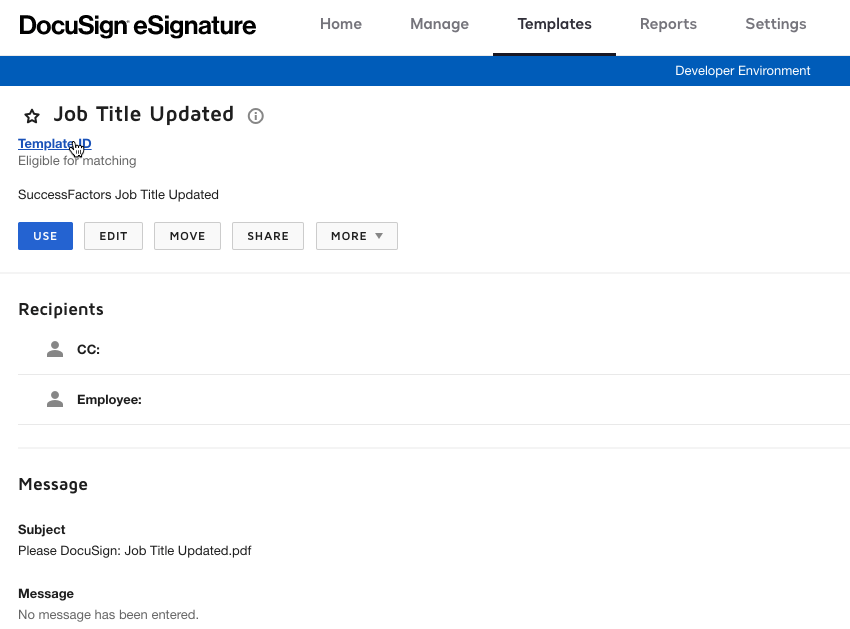 DocuSign eSignature
Home Manage Templates Reports Settings
Developer Environment
Job Title Updated
Template ID
Eligible for matching
SuccessFactors Job Title Updated
USE EDIT MOVE SHARE MORE
Recipients
CC:
Employee:
Message
Subject
Please DocuSign: Job Title Updated.pdf
Message
No message has been entered.